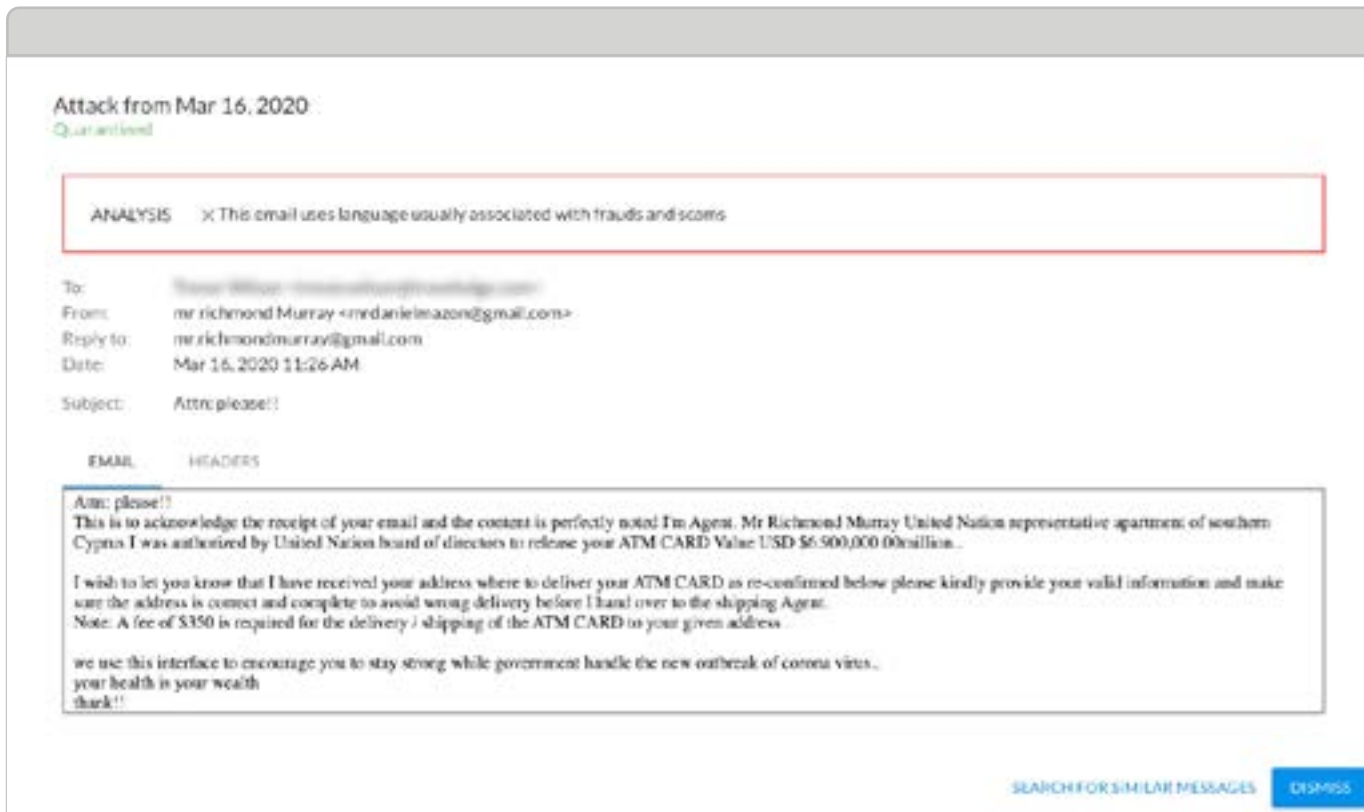 Attack from Mar 16, 2020
Quarantined
ANALYSIS × This email uses language usually associated with frauds and scams
To:
From: mr richmond Murray <mrdanielmazon@gmail.com>
Reply to: mr.richmondmurray@gmail.com
Date: Mar 16, 2020 11:26 AM
Subject: Attn: please!!
EMAIL HEADERS
Attn: please!!
This is to acknowledge the receipt of your email and the content is perfectly noted I'm Agent. Mr Richmond Murray United Nation representative apartment of southern
Cyprus I was authorized by United Nation board of directors to release your ATM CARD Value USD $6.900,000.00million..
I wish to let you know that I have received your address where to deliver your ATM CARD as re-confirmed below please kindly provide your valid information and make
sure the address is correct and complete to avoid wrong delivery before I hand over to the shipping Agent.
Note: A fee of $350 is required for the delivery / shipping of the ATM CARD to your given address
we use this interface to encourage you to stay strong while government handle the new outbreak of corona virus..
your health is your wealth
thank!!
SEARCH FOR SIMILAR MESSAGES DISMISS